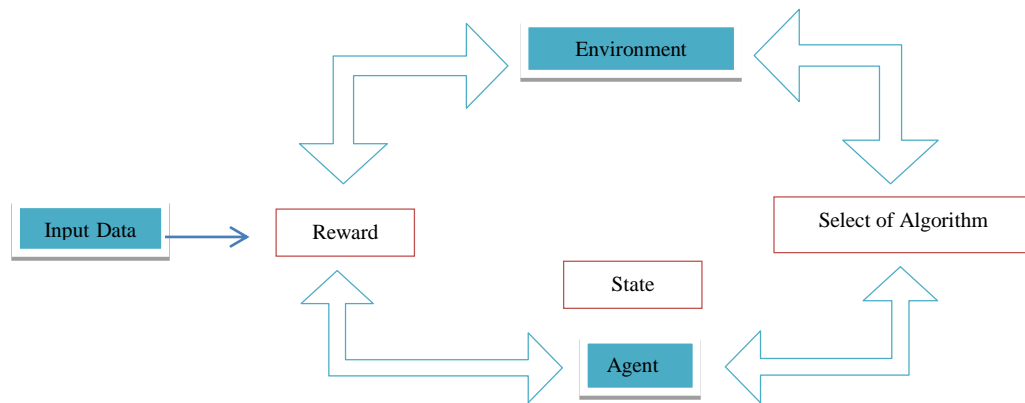 Environment
Input Data
Reward
Select of Algorithm
State
Agent